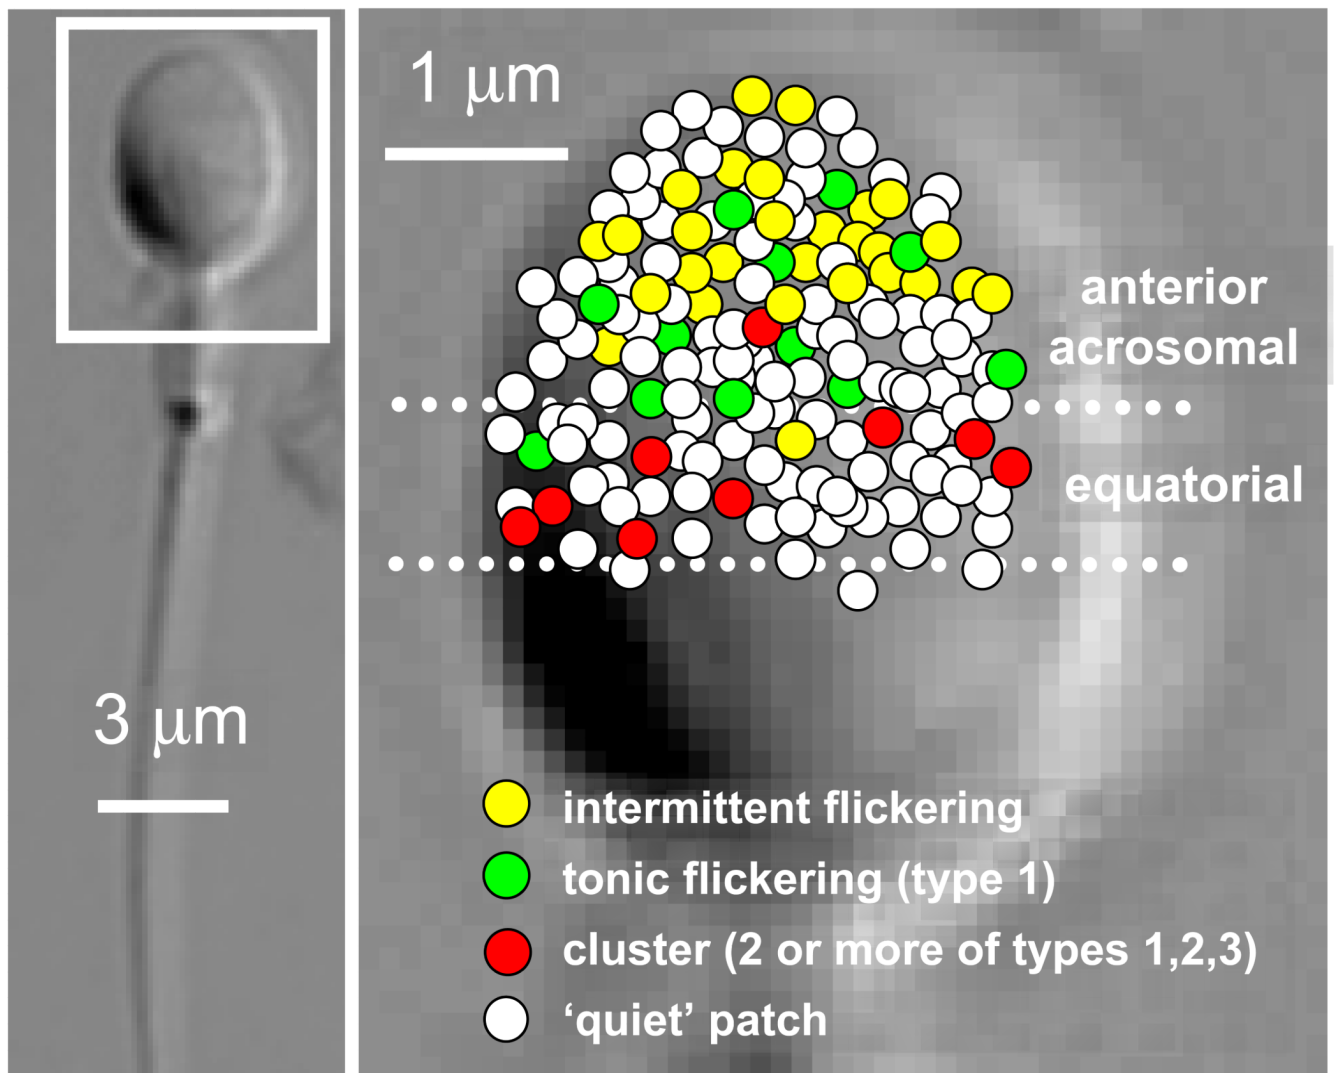 1 μm
anterior
acrosomal
equatorial
3 μm
intermittent flickering
tonic flickering (type 1)
cluster (2 or more of types 1,2,3)
‘quiet’ patch